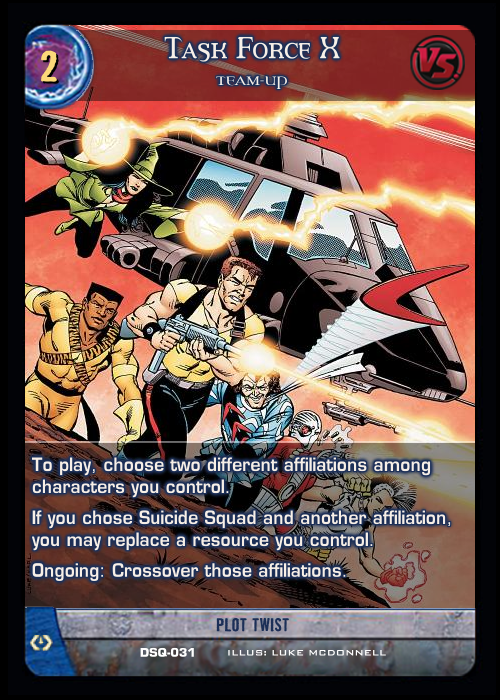 2
Task Force X
TEAM-UP
VS
To play, choose two different affiliations among
characters you control.
If you chose Suicide Squad and another affiliation,
you may replace a resource you control.
Ongoing: Crossover those affiliations.
PLOT TWIST
DSQ-031 ILLUS: LUKE MCDONNELL